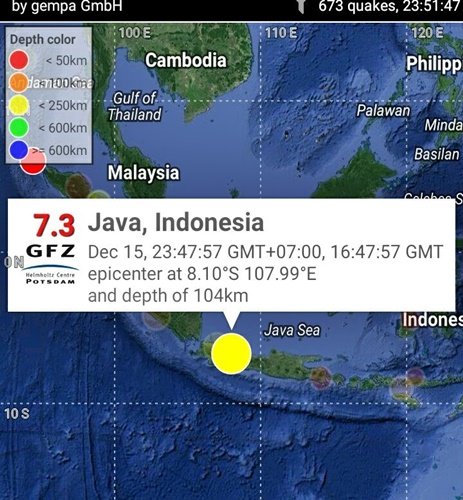 by gempa GmbH
673 quakes, 23:51:47
Depth color
< 50km
< 100km
< 250km
< 600km
>= 600km
100 E
110 E
120 E
Cambodia
Philipp
Gulf of
Thailand
Palawan
Minda
Basilan
Malaysia
7.3
GFZ
Helmholtz Centre
POTSDAM
Java, Indonesia
Dec 15, 23:47:57 GMT+07:00, 16:47:57 GMT
epicenter at 8.10°S 107.99°E
and depth of 104km
0 N
Java Sea
Indones
10 S